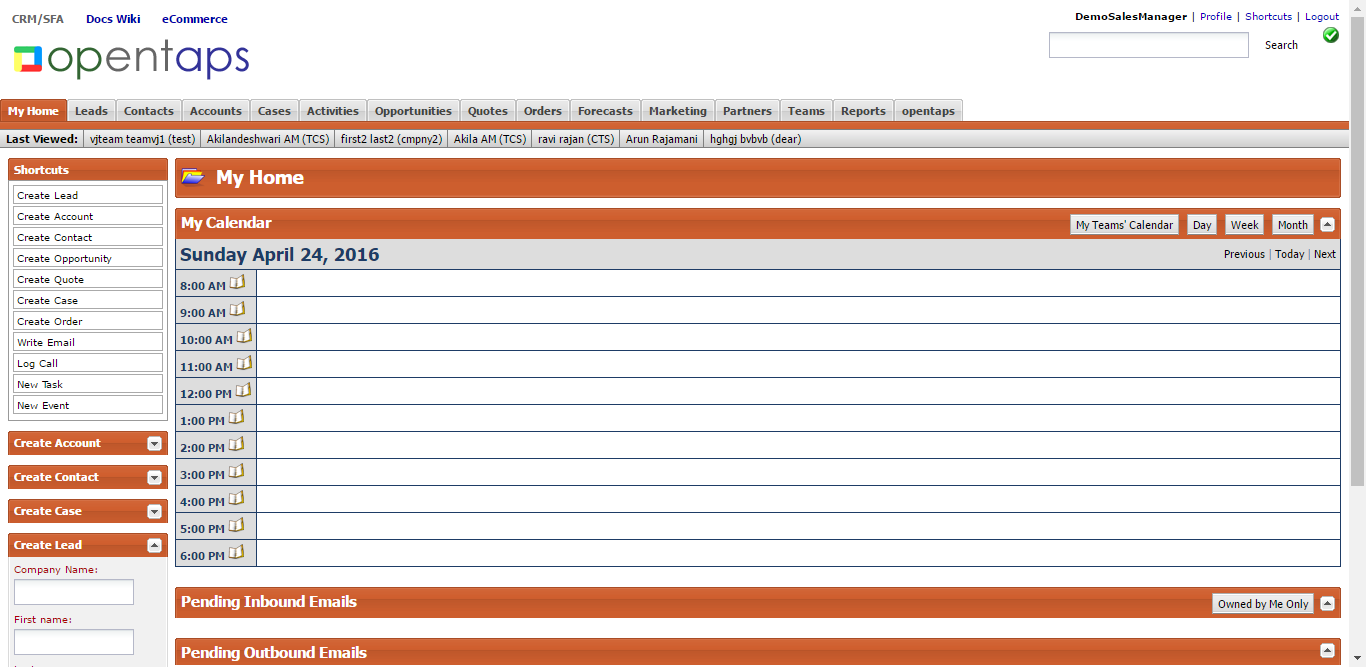 CRM/SFA Docs Wiki eCommerce
DemoSalesManager | Profile | Shortcuts | Logout
opentaps
Search
My Home Leads Contacts Accounts Cases Activities Opportunities Quotes Orders Forecasts Marketing Partners Teams Reports opentaps
Last Viewed: vjteam teamvj1 (test) Akilandeshwari AM (TCS) first2 last2 (cmpny2) Akila AM (TCS) ravi rajan (CTS) Arun Rajamani hghgj bvbvb (dear)
Shortcuts
Create Lead
Create Account
Create Contact
Create Opportunity
Create Quote
Create Case
Create Order
Write Email
Log Call
New Task
New Event
Create Account
Create Contact
Create Case
Create Lead
Company Name:
First name:
My Home
My Calendar
My Teams' Calendar Day Week Month
Sunday April 24, 2016
Previous | Today | Next
8:00 AM
9:00 AM
10:00 AM
11:00 AM
12:00 PM
1:00 PM
2:00 PM
3:00 PM
4:00 PM
5:00 PM
6:00 PM
Pending Inbound Emails
Owned by Me Only
Pending Outbound Emails